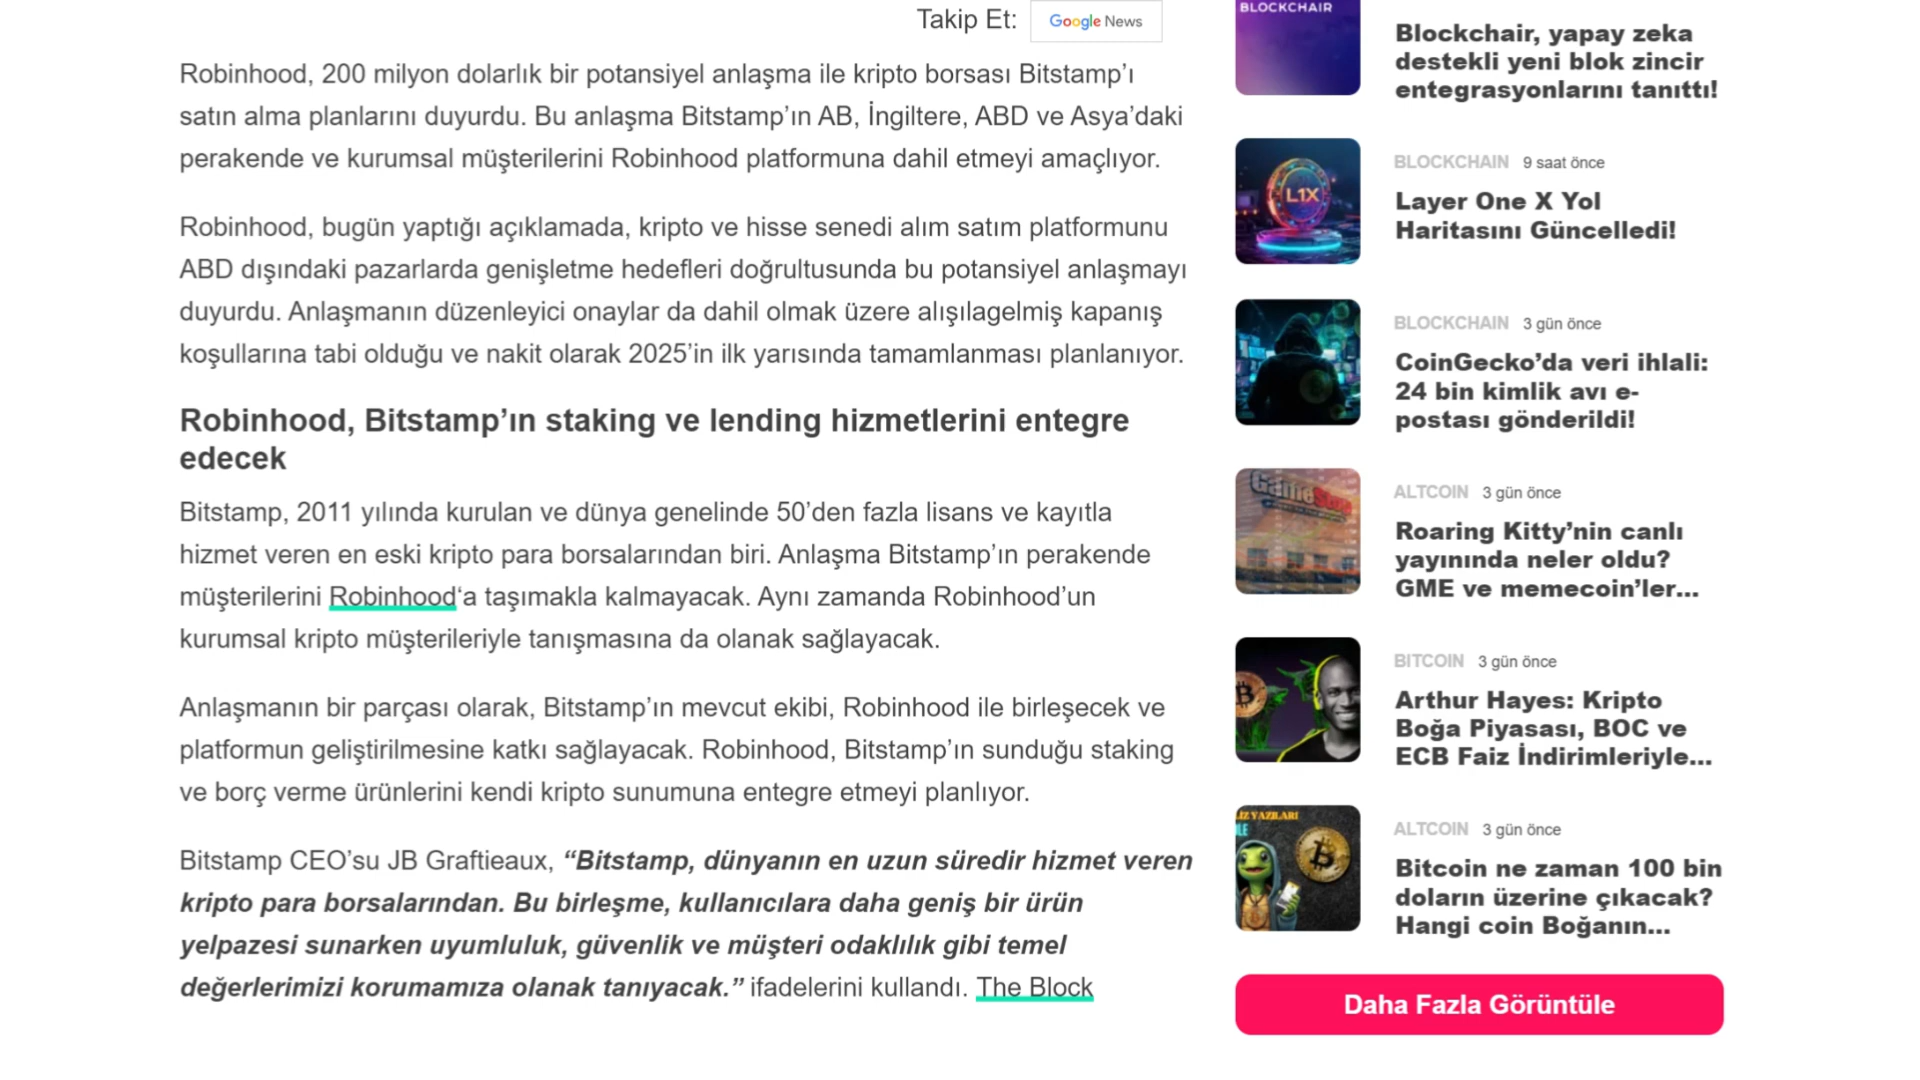 Takip Et:
Google News
Robinhood, 200 milyon dolarlık bir potansiyel anlaşma ile kripto borsası Bitstamp’ı
satın alma planlarını duyurdu. Bu anlaşma Bitstamp’ın AB, İngiltere, ABD ve Asya’daki
perakende ve kurumsal müşterilerini Robinhood platformuna dahil etmeyi amaçlıyor.
Robinhood, bugün yaptığı açıklamada, kripto ve hisse senedi alım satım platformunu
ABD dışındaki pazarlarda genişletme hedefleri doğrultusunda bu potansiyel anlaşmayı
duyurdu. Anlaşmanın düzenleyici onaylar da dahil olmak üzere alışılagelmiş kapanış
koşullarına tabi olduğu ve nakit olarak 2025’in ilk yarısında tamamlanması planlanıyor.
Robinhood, Bitstamp’ın staking ve lending hizmetlerini entegre
edecek
Bitstamp, 2011 yılında kurulan ve dünya genelinde 50’den fazla lisans ve kayıtla
hizmet veren en eski kripto para borsalarından biri. Anlaşma Bitstamp’ın perakende
müşterilerini Robinhood‘a taşımakla kalmayacak. Aynı zamanda Robinhood’un
kurumsal kripto müşterileriyle tanışmasına da olanak sağlayacak.
Anlaşmanın bir parçası olarak, Bitstamp’ın mevcut ekibi, Robinhood ile birleşecek ve
platformun geliştirilmesine katkı sağlayacak. Robinhood, Bitstamp’ın sunduğu staking
ve borç verme ürünlerini kendi kripto sunumuna entegre etmeyi planlıyor.
Bitstamp CEO’su JB Graftieaux, “Bitstamp, dünyanın en uzun süredir hizmet veren
kripto para borsalarından. Bu birleşme, kullanıcılara daha geniş bir ürün
yelpazesi sunarken uyumluluk, güvenlik ve müşteri odaklılık gibi temel
değerlerimizi korumamıza olanak tanıyacak.” ifadelerini kullandı. The Block
BLOCKCHAIR
Blockchair, yapay zeka
destekli yeni blok zincir
entegrasyonlarını tanıttı!
L1X
BLOCKCHAIN 9 saat önce
Layer One X Yol
Haritasını Güncelledi!
BLOCKCHAIN 3 gün önce
CoinGecko’da veri ihlali:
24 bin kimlik avı e-
postası gönderildi!
GameStop
ALTCOIN 3 gün önce
Roaring Kitty’nin canlı
yayınında neler oldu?
GME ve memecoin’ler...
BITCOIN 3 gün önce
Arthur Hayes: Kripto
Boğa Piyasası, BOC ve
ECB Faiz İndirimleriyle...
İZ YAZILARI
LE
ALTCOIN 3 gün önce
Bitcoin ne zaman 100 bin
doların üzerine çıkacak?
Hangi coin Boğanın...
Daha Fazla Görüntüle